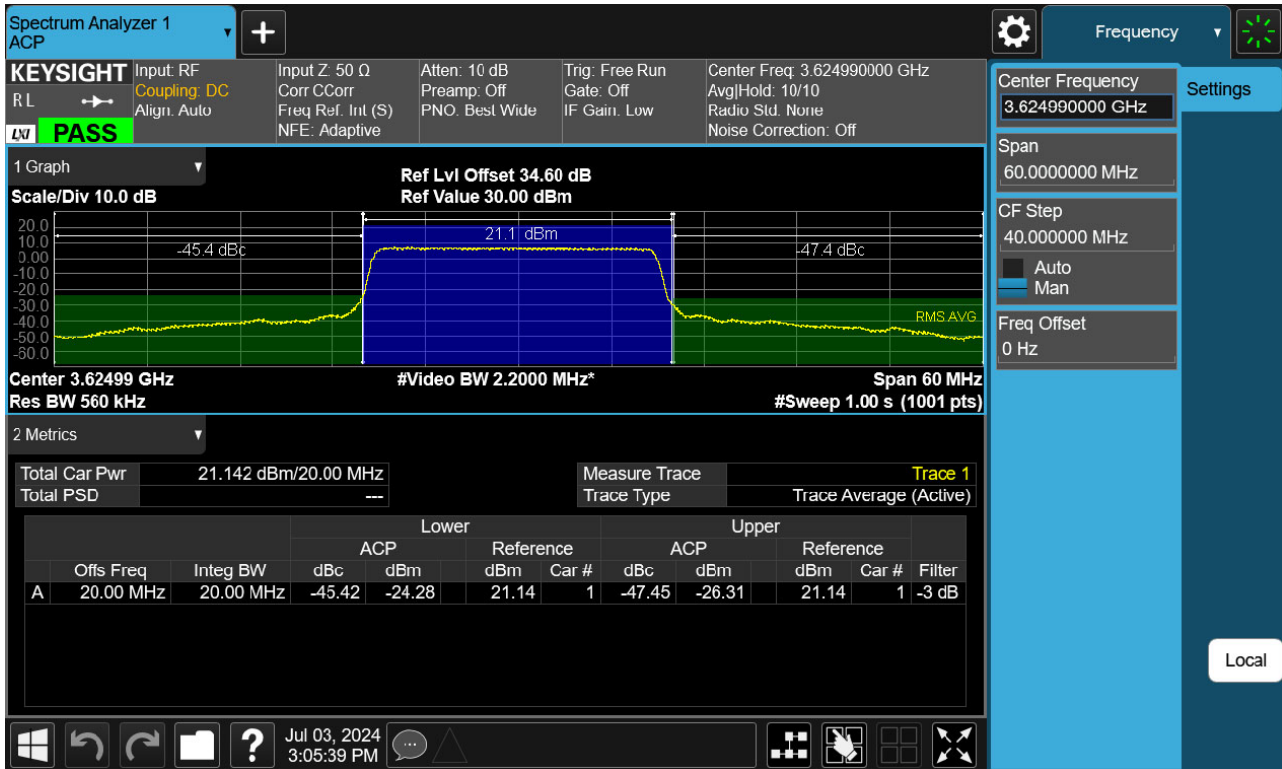 Spectrum Analyzer 1
ACP
+
Frequency
KEYSIGHT
R L
LXI
PASS
Input: RF
Coupling: DC
Align: Auto
Input Z: 50 Ω
Corr CCorr
Freq Ref: Int (S)
NFE: Adaptive
Atten: 10 dB
Preamp: Off
PNO: Best Wide
Trig: Free Run
Gate: Off
IF Gain: Low
Center Freq: 3.624990000 GHz
Avg|Hold: 10/10
Radio Std: None
Noise Correction: Off
Center Frequency
3.624990000 GHz
Settings
Span
60.0000000 MHz
CF Step
40.000000 MHz
Auto
Man
Freq Offset
0 Hz
Local
1 Graph
Scale/Div 10.0 dB
Ref Lvl Offset 34.60 dB
Ref Value 30.00 dBm
20.0
10.0
0.00
-10.0
-20.0
-30.0
-40.0
-50.0
-60.0
-45.4 dBc
21.1 dBm
-47.4 dBc
RMS AVG
Center 3.62499 GHz
#Video BW 2.2000 MHz*
Span 60 MHz
Res BW 560 kHz
#Sweep 1.00 s (1001 pts)
2 Metrics
Total Car Pwr 21.142 dBm/20.00 MHz
Total PSD ---
Measure Trace Trace 1
Trace Type Trace Average (Active)
Lower Upper
ACP Reference ACP Reference
Offs Freq Integ BW dBc dBm dBm Car # dBc dBm dBm Car # Filter
A 20.00 MHz 20.00 MHz -45.42 -24.28 21.14 1 -47.45 -26.31 21.14 1 -3 dB
?
Jul 03, 2024
3:05:39 PM